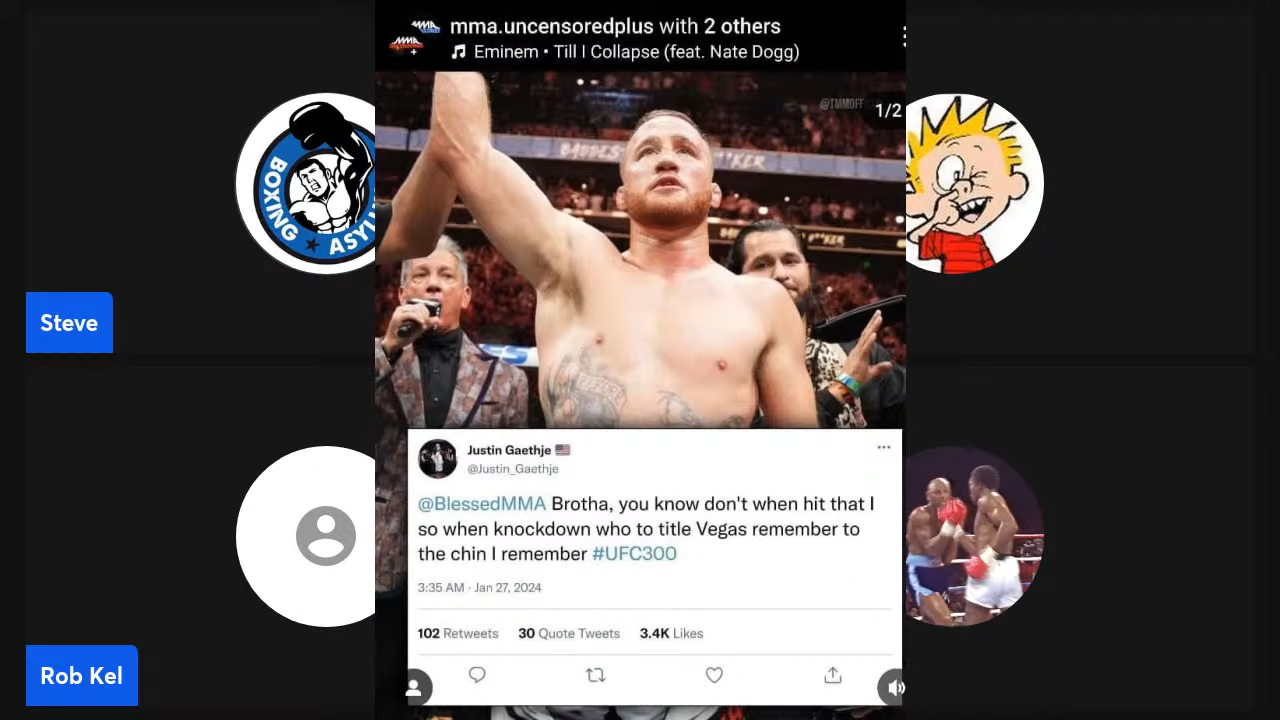 mma.uncensoredplus with 2 others
Eminem • Till I Collapse (feat. Nate Dogg)
@TMMOFF
1/2
BOXING
Steve
Justin Gaethje
@Justin_Gaethje
@BlessedMMA Brotha, you know don't when hit that I
so when knockdown who to title Vegas remember to
the chin I remember #UFC300
3:35 AM · Jan 27, 2024
102 Retweets 30 Quote Tweets 3.4K Likes
Rob Kel